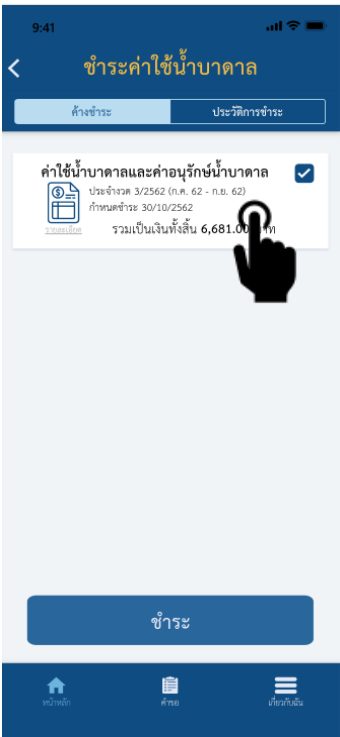 9:41
ชำระค่าใช้น้ำบาดาล
ค้างชำระ ประวัติการชำระ
ค่าใช้น้ำบาดาลและค่าอนุรักษ์น้ำบาดาล
ประจำงวด 3/2562 (ก.ค. 62 - ก.ย. 62)
กำหนดชำระ 30/10/2562
รายละเอียด รวมเป็นเงินทั้งสิ้น 6,681.00
ชำระ
หน้าหลัก คำขอ เกี่ยวกับฉัน